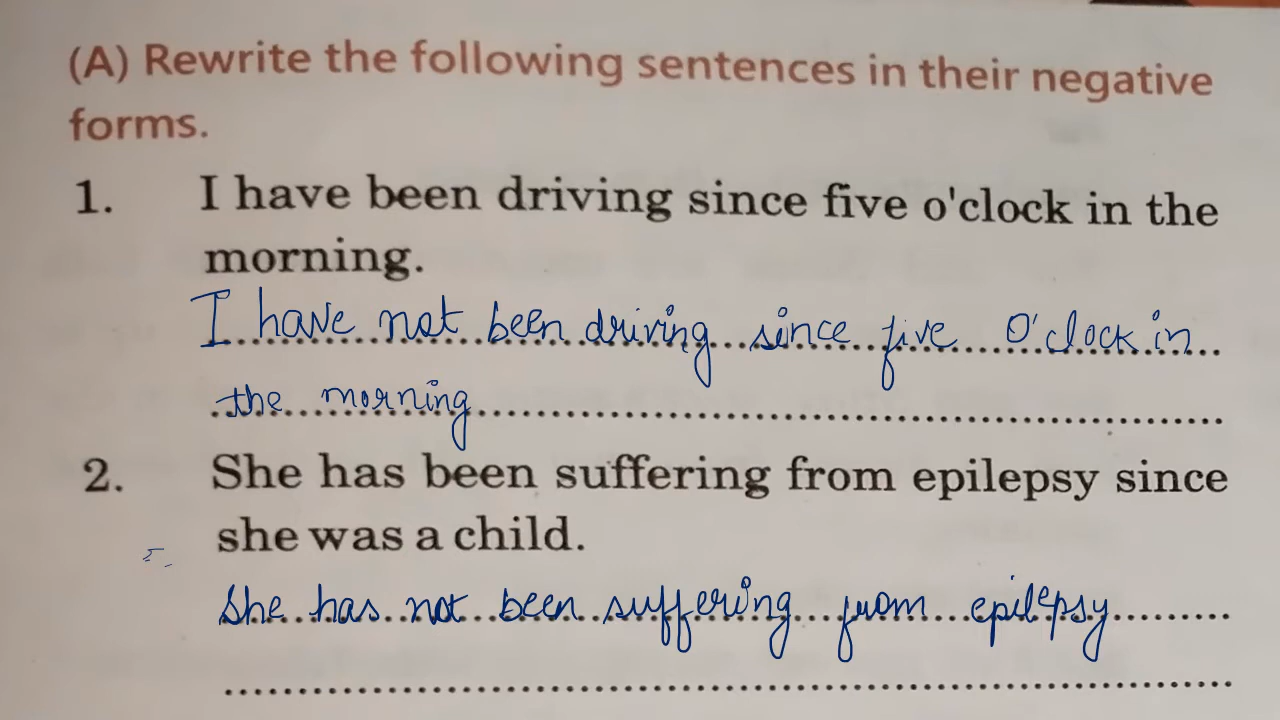 (A) Rewrite the following sentences in their negative
forms.
1. I have been driving since five o'clock in the
morning.
I have not been driving since five O'clock in
the morning
2. She has been suffering from epilepsy since
she was a child.
She has not been suffering from epilepsy